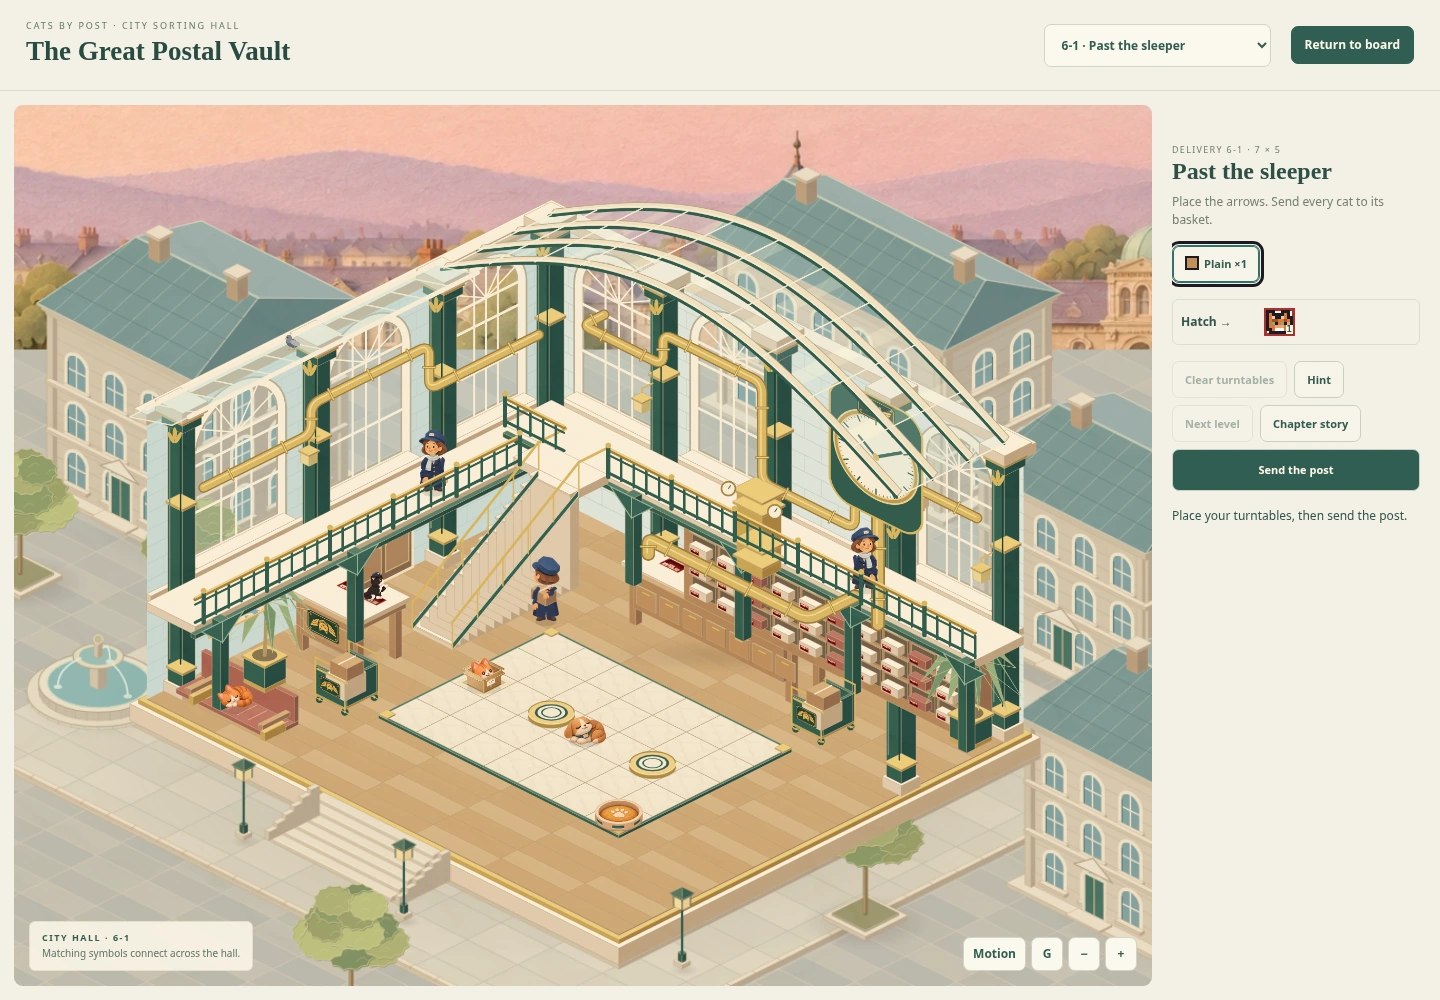 CATS BY POST · CITY SORTING HALL
The Great Postal Vault
6-1 · Past the sleeper
Return to board
DELIVERY 6-1 · 7 × 5
Past the sleeper
Place the arrows. Send every cat to its
basket.
Plain ×1
Hatch →
1
Clear turntables
Hint
Next level
Chapter story
Send the post
Place your turntables, then send the post.
CITY HALL · 6-1
Matching symbols connect across the hall.
Motion
G
−
+